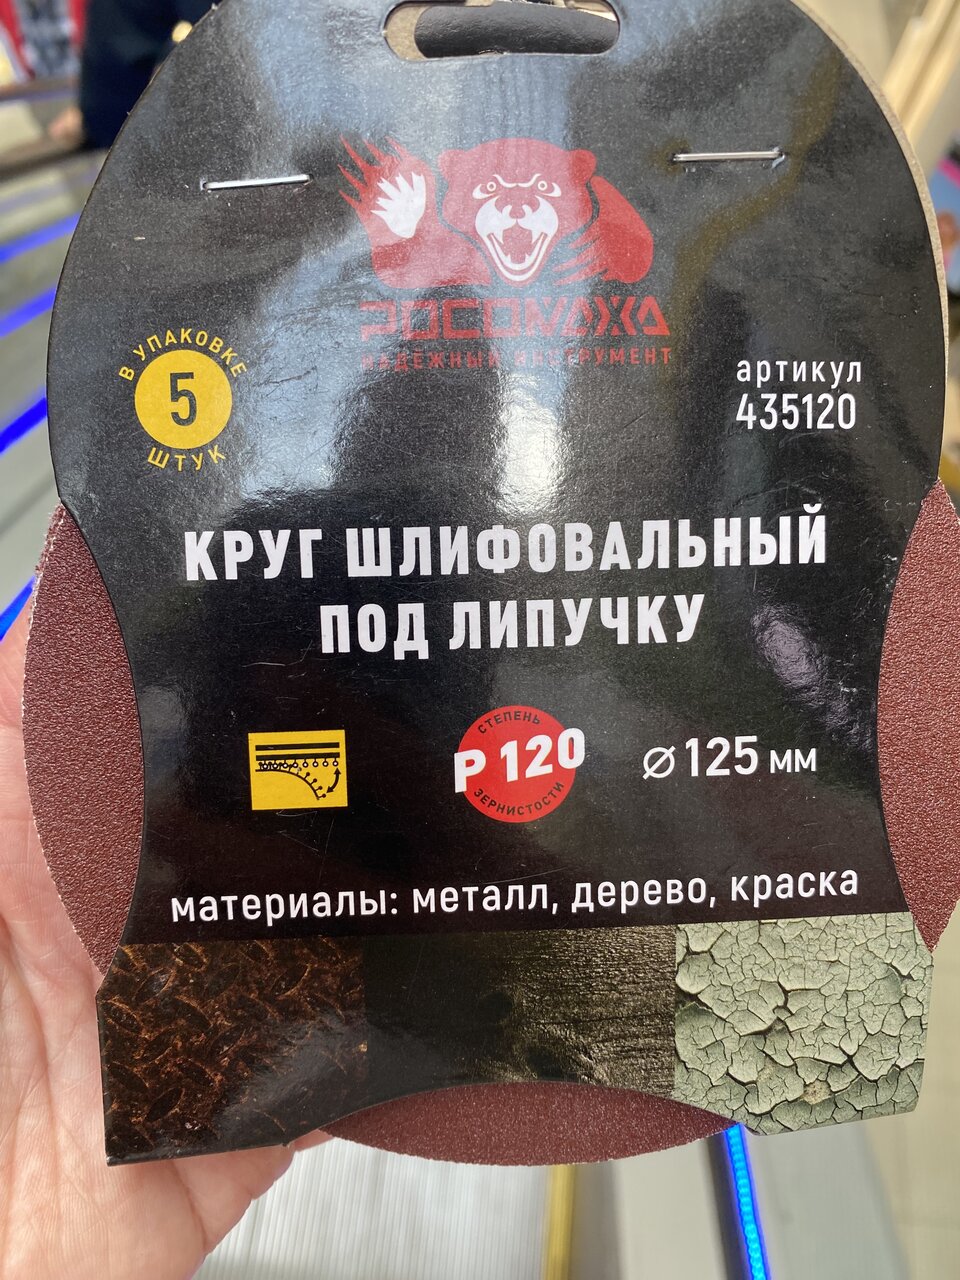 РОСОМАХА
НАДЕЖНЫЙ ИНСТРУМЕНТ
В УПАКОВКЕ
5
ШТУК
артикул
435120
КРУГ ШЛИФОВАЛЬНЫЙ
ПОД ЛИПУЧКУ
СТЕПЕНЬ
P 120
ЗЕРНИСТОСТИ
⌀ 125 мм
материалы: металл, дерево, краска